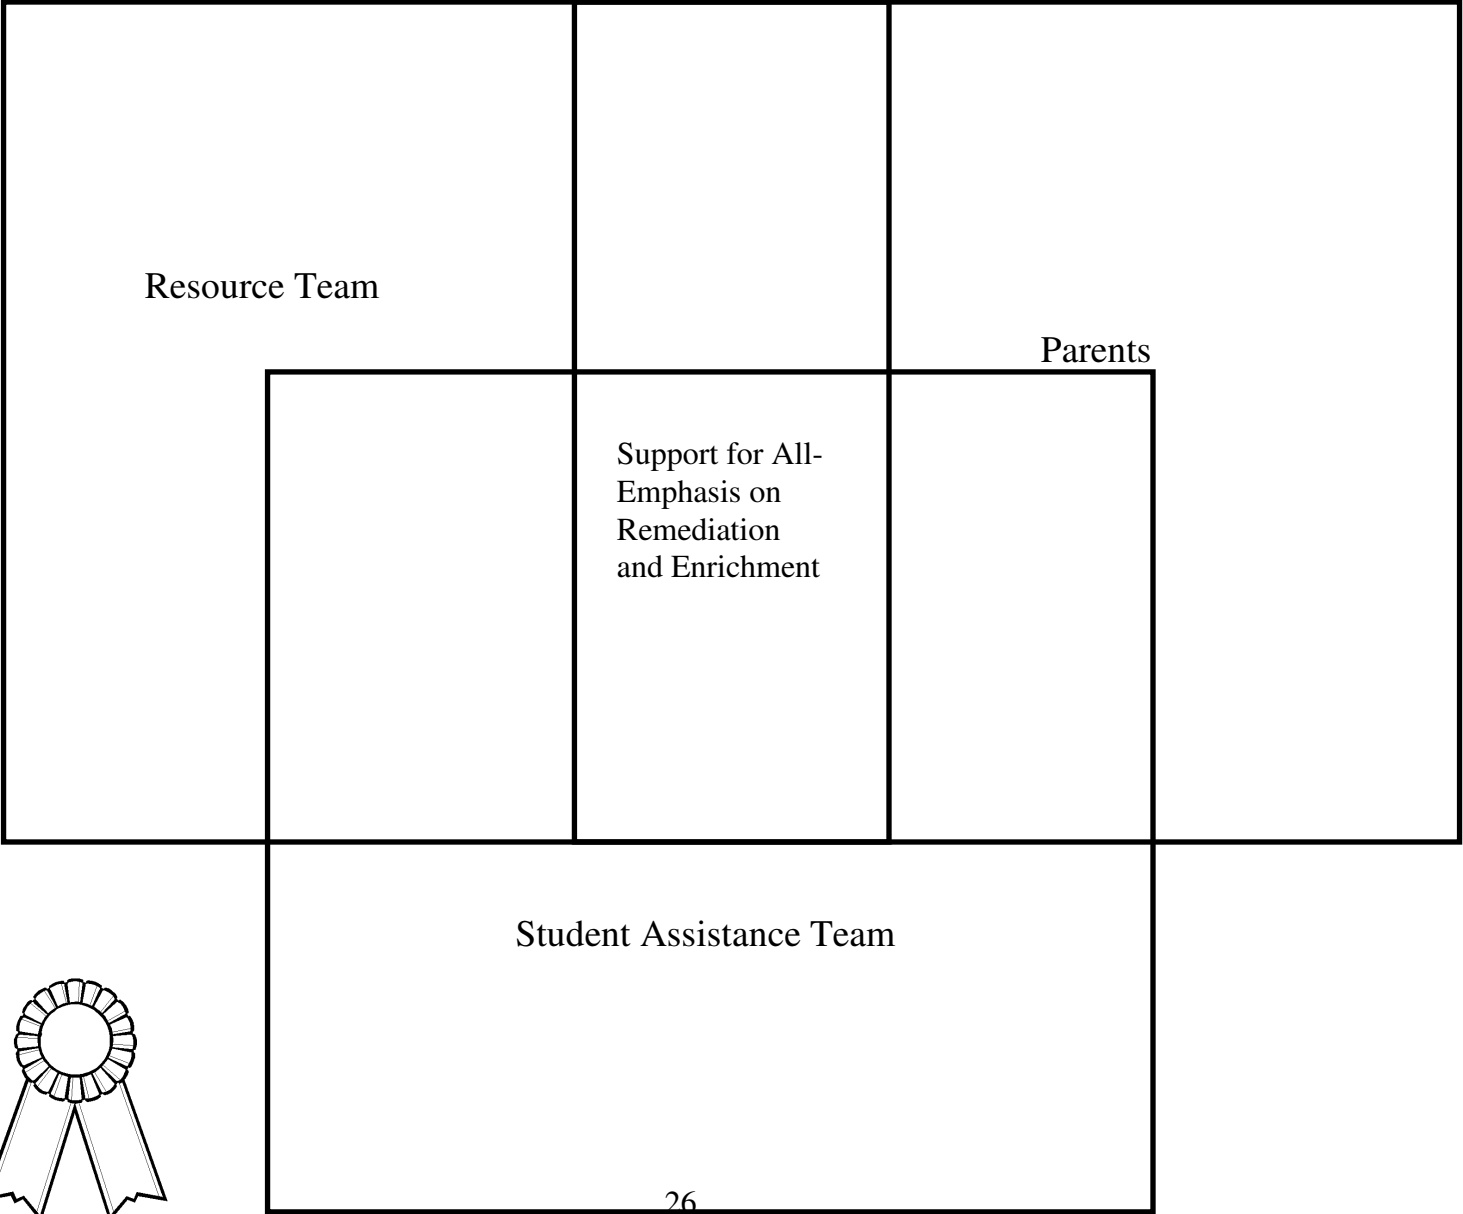 Resource Team
Parents
Support for All-
Emphasis on
Remediation
and Enrichment
Student Assistance Team
26